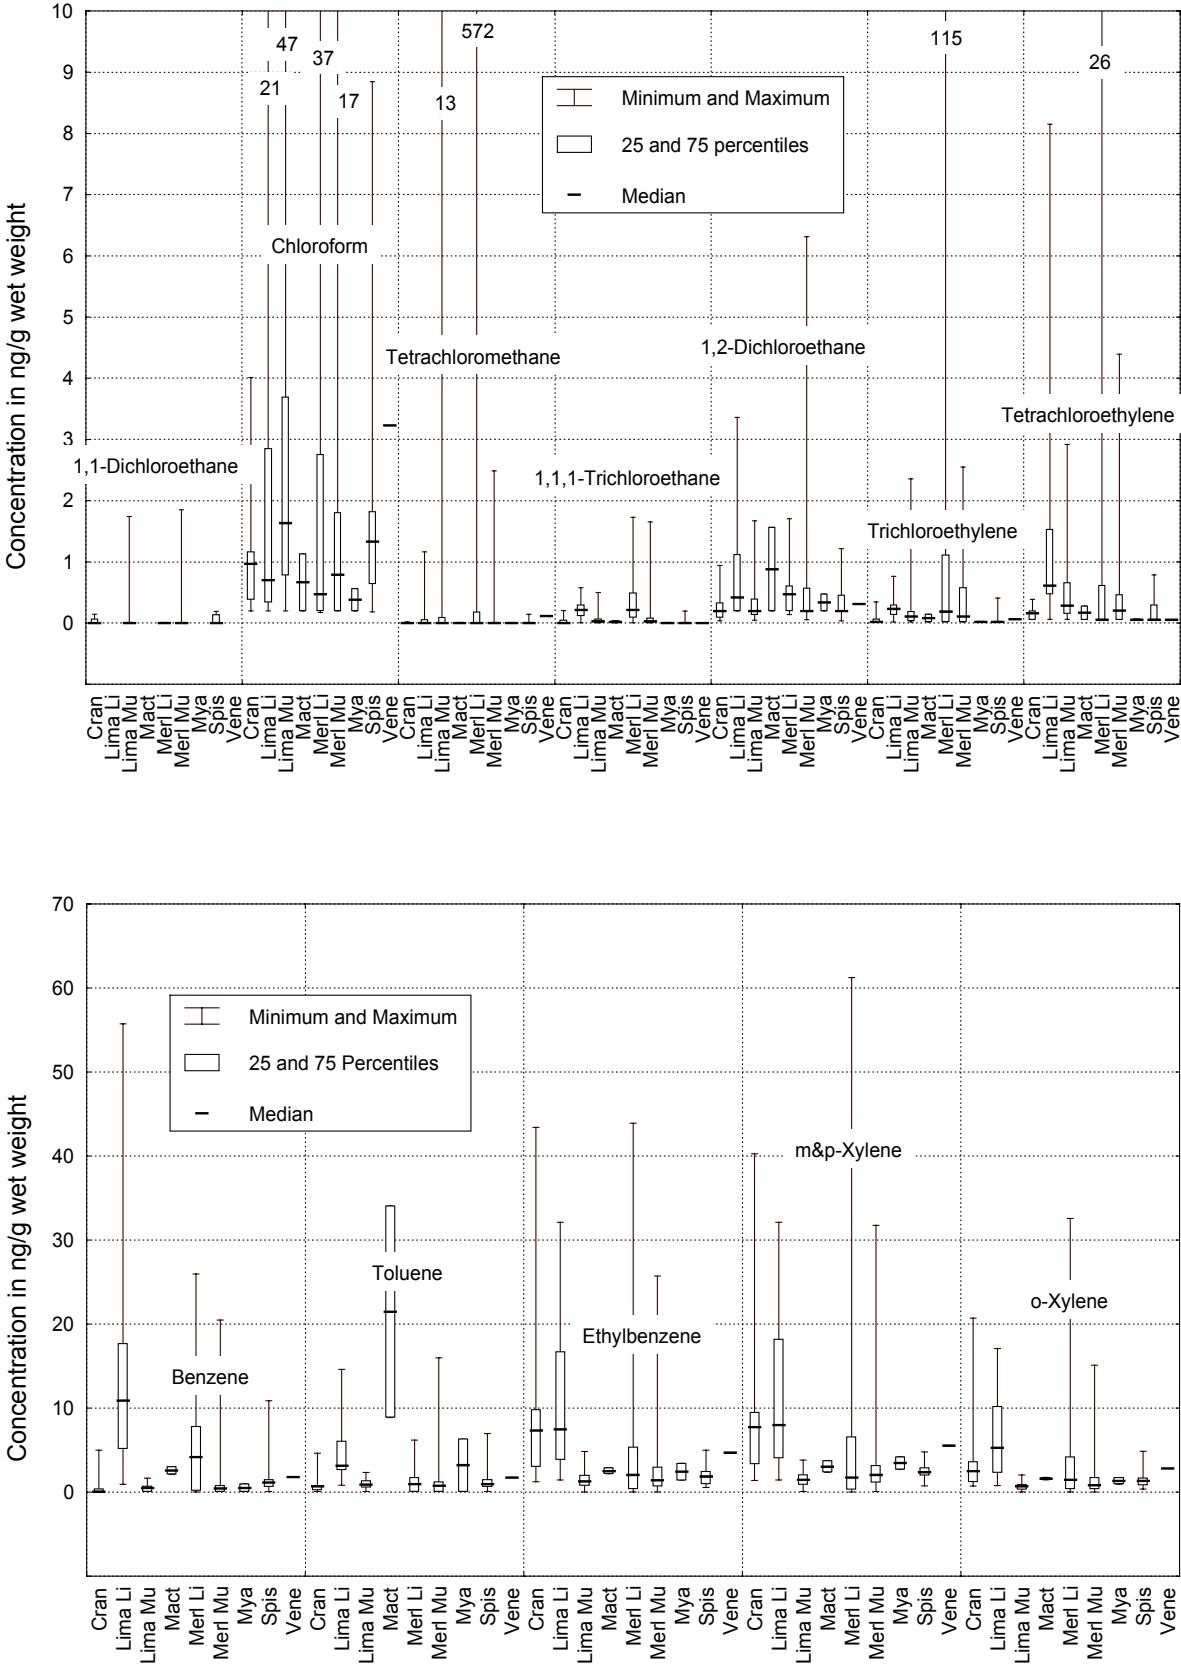 10
9
8
7
6
5
4
3
2
1
0
Concentration in ng/g wet weight
21
47
37
17
13
572
115
26
Minimum and Maximum
25 and 75 percentiles
Median
Chloroform
Tetrachloromethane
1,2-Dichloroethane
Tetrachloroethylene
1,1-Dichloroethane
1,1,1-Trichloroethane
Trichloroethylene
Cran
Lima Li
Lima Mu
Mact
Merl Li
Merl Mu
Mya
Spis
Vene
Cran
Lima Li
Lima Mu
Mact
Merl Li
Merl Mu
Mya
Spis
Vene
Cran
Lima Li
Lima Mu
Mact
Merl Li
Merl Mu
Mya
Spis
Vene
Cran
Lima Li
Lima Mu
Mact
Merl Li
Merl Mu
Mya
Spis
Vene
Cran
Lima Li
Lima Mu
Mact
Merl Li
Merl Mu
Mya
Spis
Vene
Cran
Lima Li
Lima Mu
Mact
Merl Li
Merl Mu
Mya
Spis
Vene
Cran
Lima Li
Lima Mu
Mact
Merl Li
Merl Mu
Mya
Spis
Vene
70
60
50
40
30
20
10
0
Concentration in ng/g wet weight
Minimum and Maximum
25 and 75 Percentiles
Median
m&p-Xylene
Toluene
o-Xylene
Ethylbenzene
Benzene
Cran
Lima Li
Lima Mu
Mact
Merl Li
Merl Mu
Mya
Spis
Vene
Cran
Lima Li
Lima Mu
Mact
Merl Li
Merl Mu
Mya
Spis
Vene
Cran
Lima Li
Lima Mu
Mact
Merl Li
Merl Mu
Mya
Spis
Vene
Cran
Lima Li
Lima Mu
Mact
Merl Li
Merl Mu
Mya
Spis
Vene
Cran
Lima Li
Lima Mu
Mact
Merl Li
Merl Mu
Mya
Spis
Vene